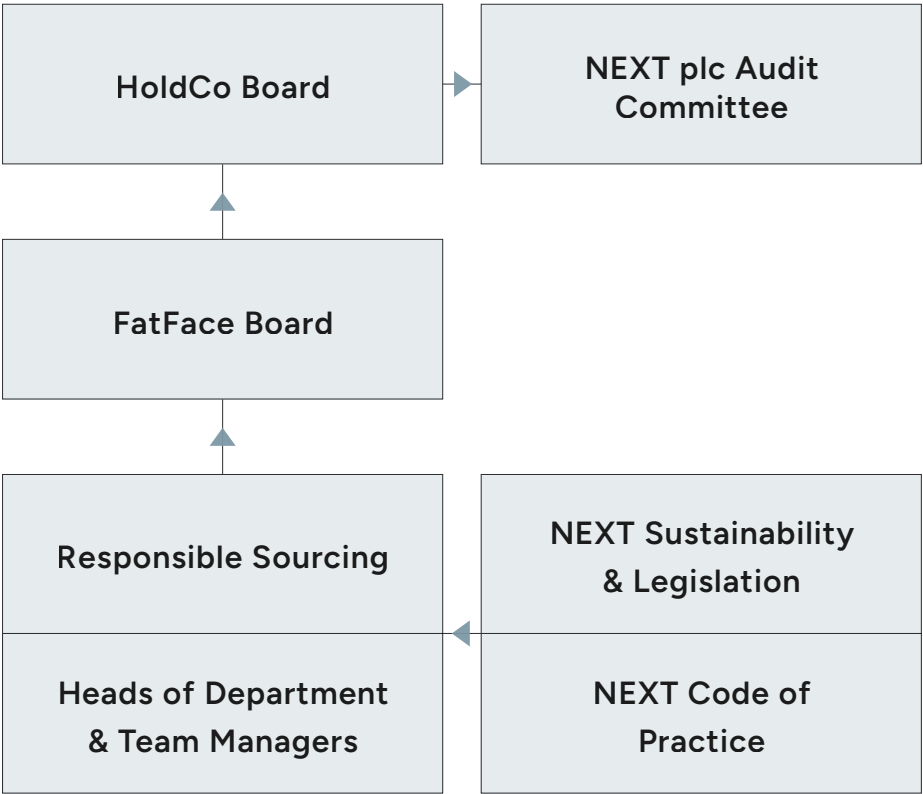 HoldCo Board
NEXT plc Audit
Committee
FatFace Board
Responsible Sourcing
NEXT Sustainability
& Legislation
Heads of Department
& Team Managers
NEXT Code of
Practice